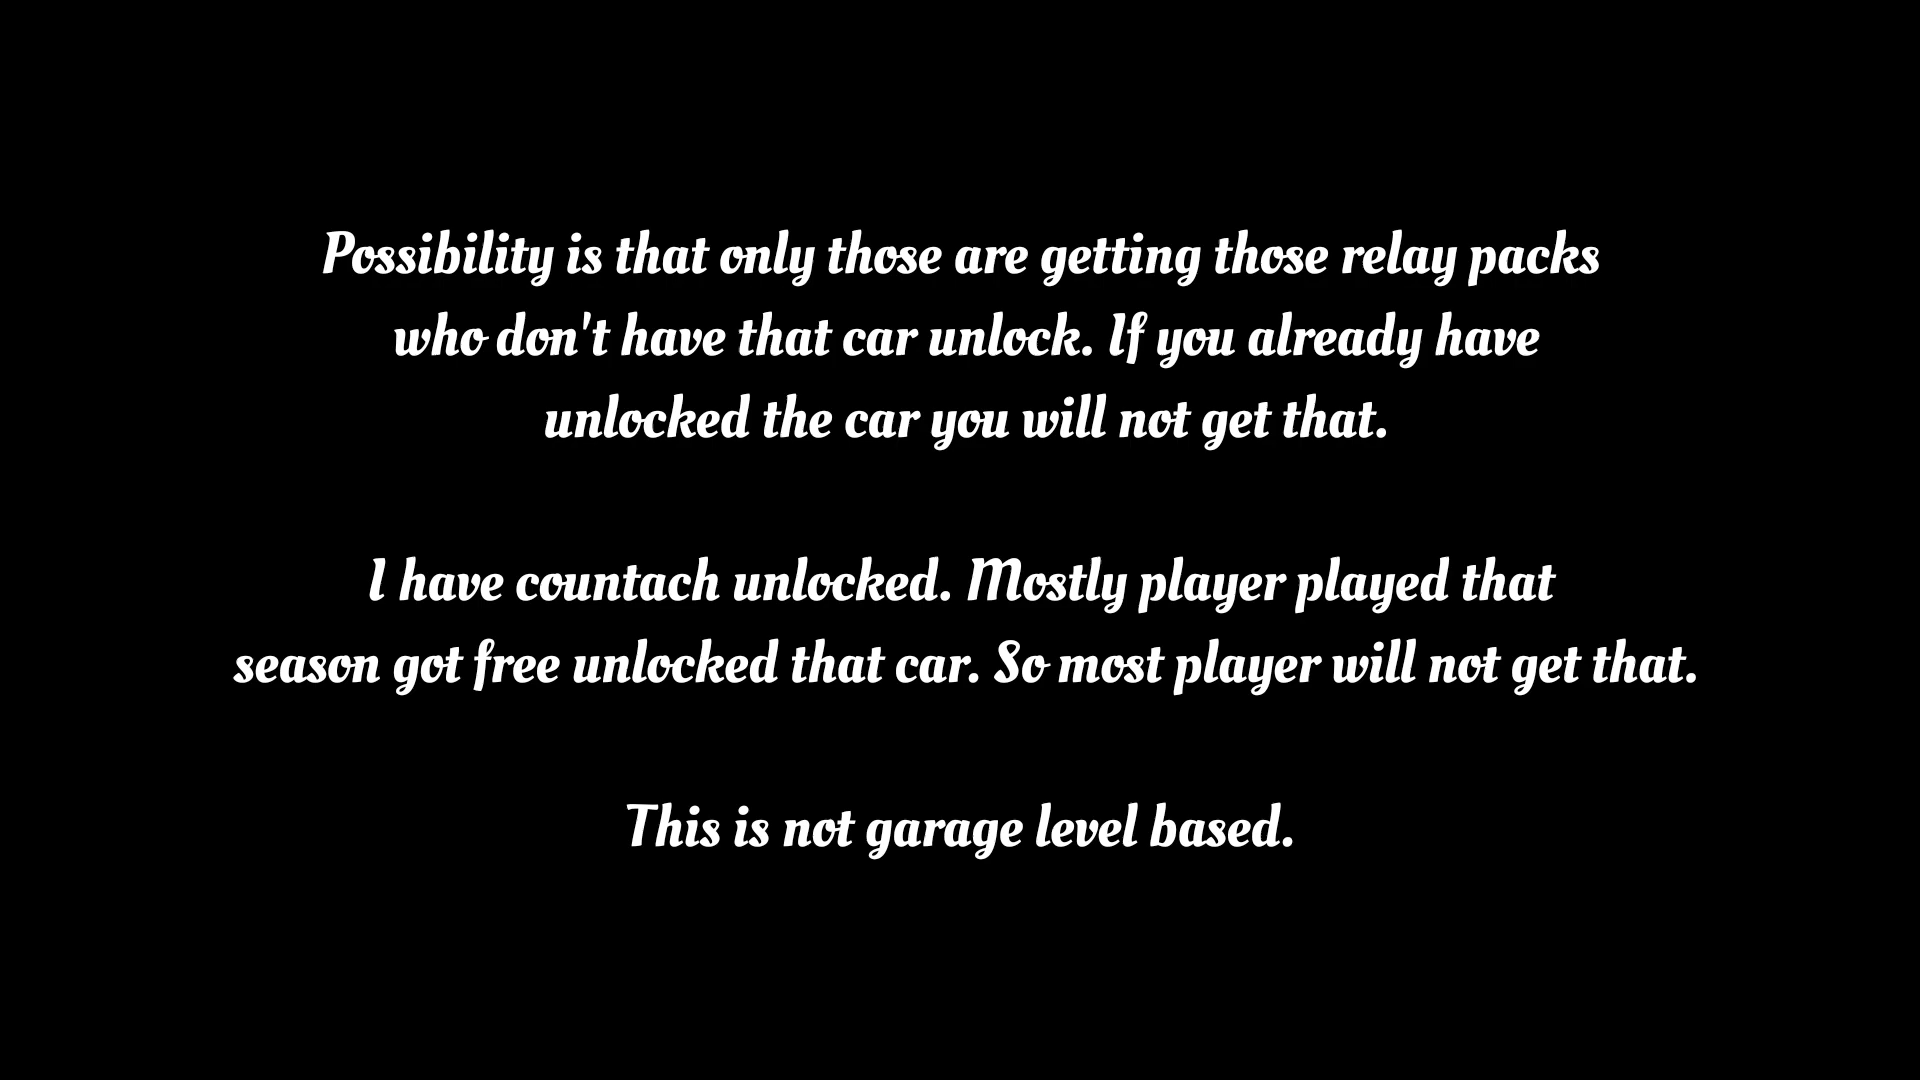 Possibility is that only those are getting those relay packs
who don't have that car unlock. If you already have
unlocked the car you will not get that.
I have countach unlocked. Mostly player played that
season got free unlocked that car. So most player will not get that.
This is not garage level based.